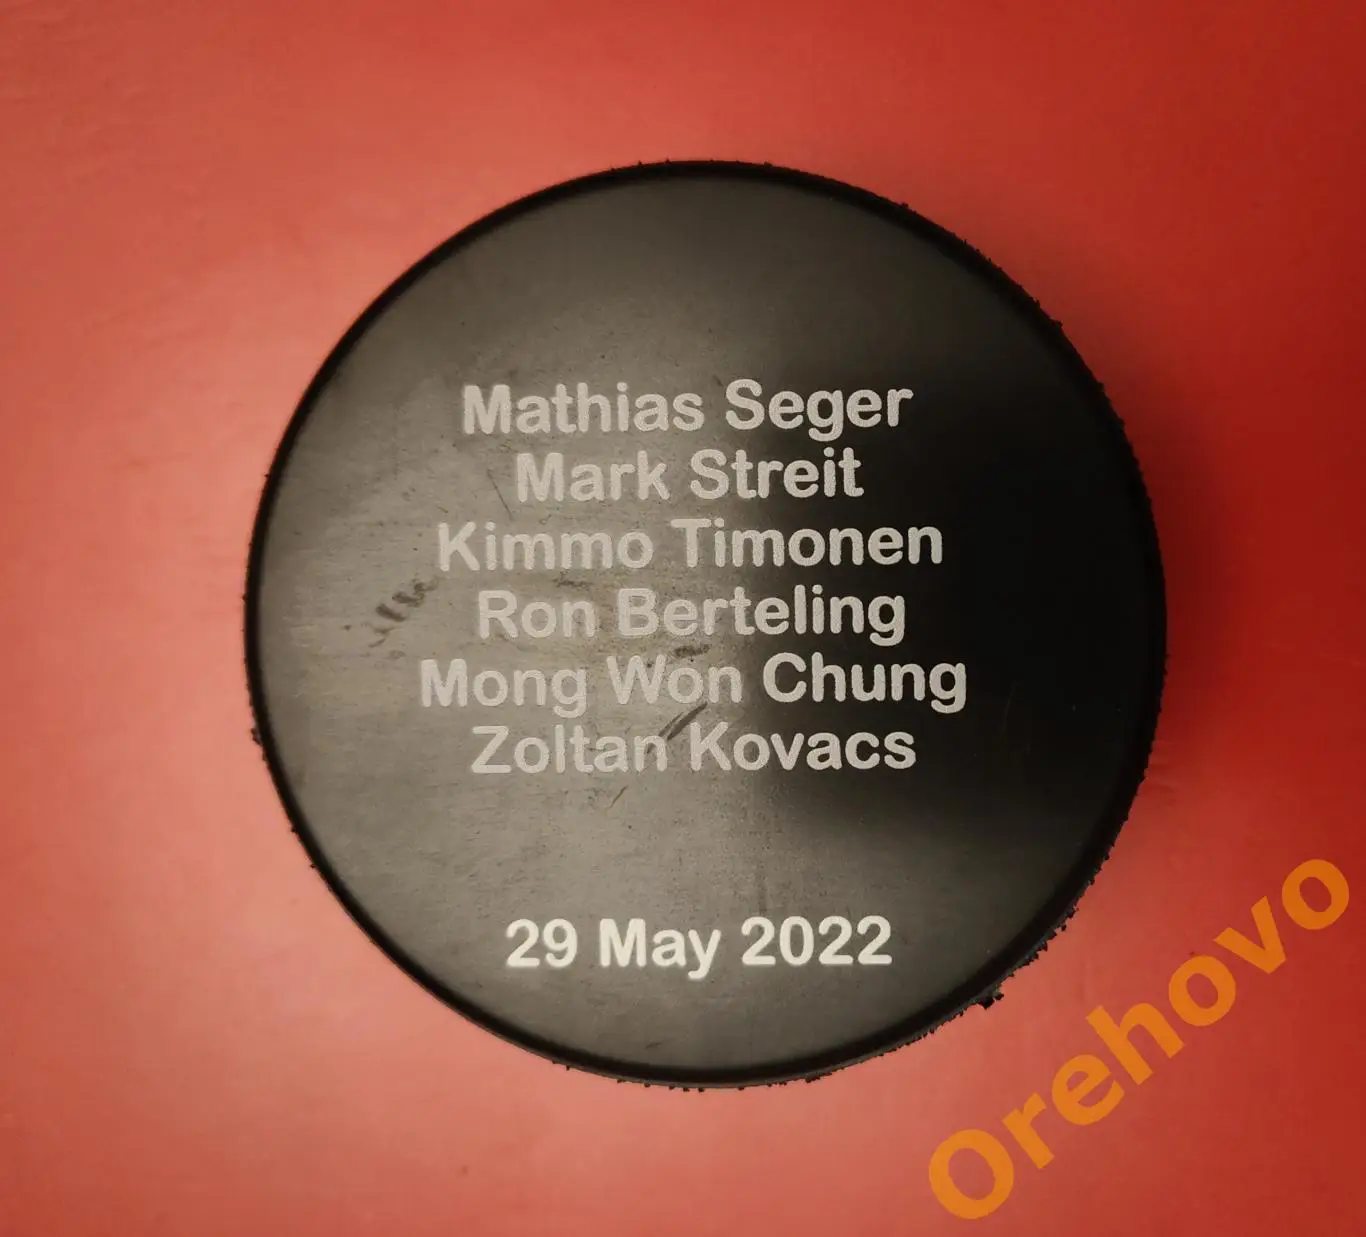 Mathias Seger
Mark Streit
Kimmo Timonen
Ron Berteling
Mong Won Chung
Zoltan Kovacs
29 May 2022
Orehovo